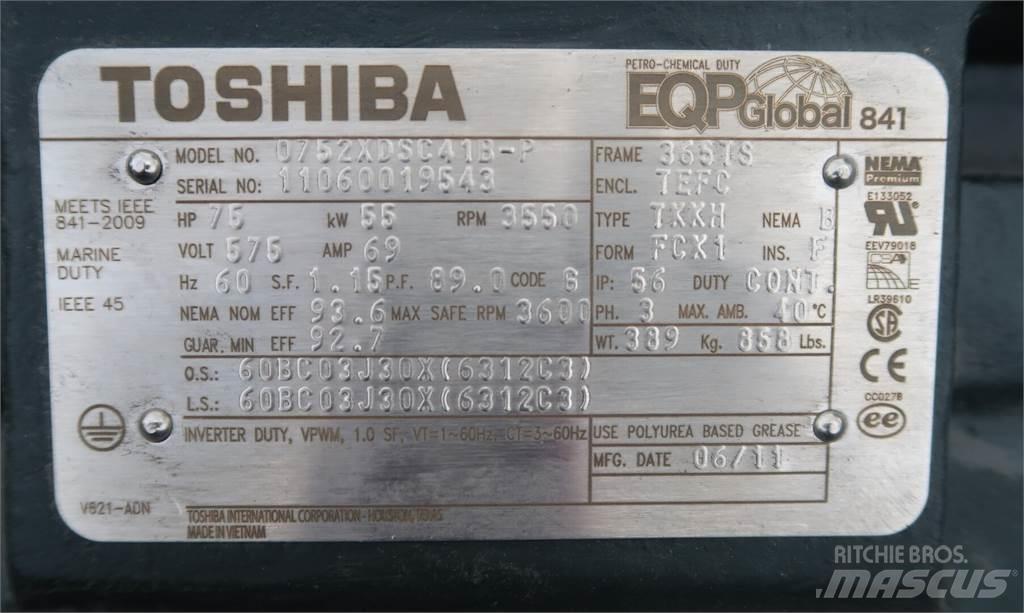 TOSHIBA
PETRO-CHEMICAL DUTY
EQP Global 841
MODEL NO. 0752XDSC41B-P
SERIAL NO: 11060019543
MEETS IEEE
841-2009
MARINE
DUTY
IEEE 45
HP 75 kW 55 RPM 3550
VOLT 575 AMP 69
Hz 60 S.F. 1.15 P.F. 89.0 CODE G
NEMA NOM EFF 93.6 MAX SAFE RPM 3600
GUAR. MIN EFF 92.7
O.S.: 60BC03J30X(6312C3)
L.S.: 60BC03J30X(6312C3)
INVERTER DUTY, VPWM, 1.0 SF, VT=1~60Hz, CT=3~60Hz
FRAME 365TS
ENCL. TEFC
TYPE TKKH NEMA B
FORM FCX1 INS. F
IP: 56 DUTY CONT.
PH. 3 MAX. AMB. 40 °C
WT. 389 Kg. 858 Lbs.
USE POLYUREA BASED GREASE
MFG. DATE 06/11
NEMA
Premium
E133052
EEV79018
LR39610
CE
CC027B
ee
V621-ADN
TOSHIBA INTERNATIONAL CORPORATION - HOUSTON, TEXAS
MADE IN VIETNAM
RITCHIE BROS.
MASCUS